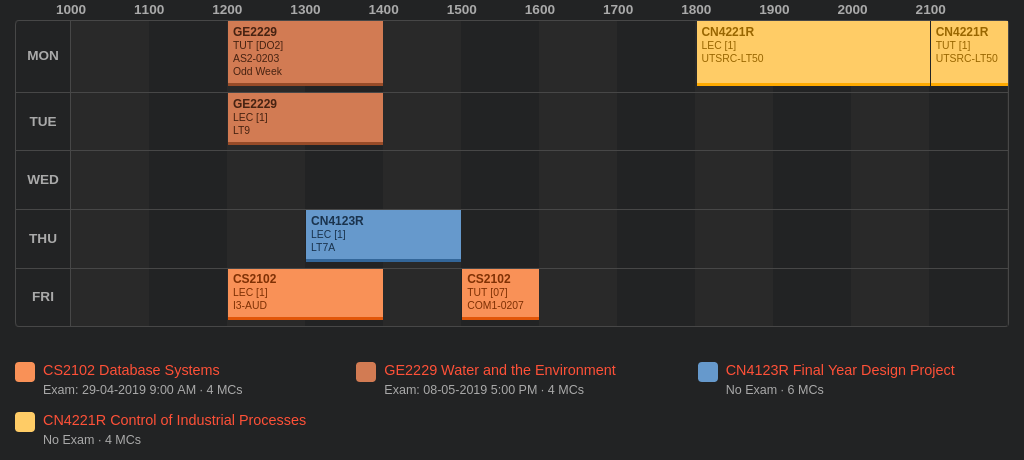 1000 1100 1200 1300 1400 1500 1600 1700 1800 1900 2000 2100
MON
GE2229
TUT [DO2]
AS2-0203
Odd Week
CN4221R
LEC [1]
UTSRC-LT50
CN4221R
TUT [1]
UTSRC-LT50
TUE
GE2229
LEC [1]
LT9
WED
THU
CN4123R
LEC [1]
LT7A
FRI
CS2102
LEC [1]
I3-AUD
CS2102
TUT [07]
COM1-0207
CS2102 Database Systems
Exam: 29-04-2019 9:00 AM · 4 MCs
GE2229 Water and the Environment
Exam: 08-05-2019 5:00 PM · 4 MCs
CN4123R Final Year Design Project
No Exam · 6 MCs
CN4221R Control of Industrial Processes
No Exam · 4 MCs